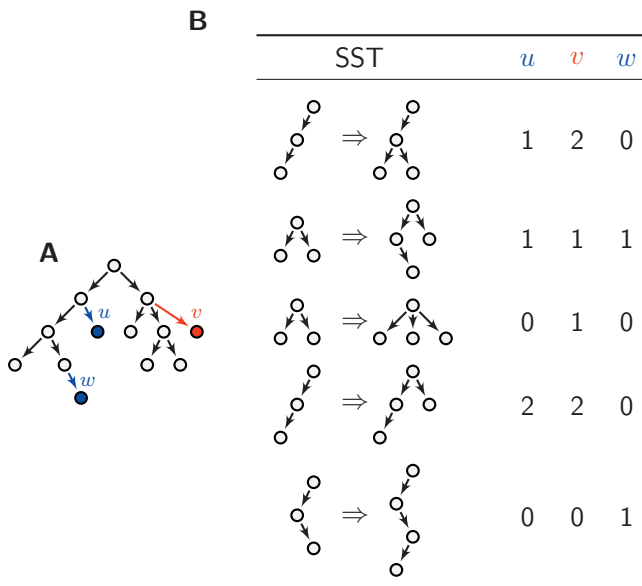 B
SST u v w
⇒ 1 2 0
⇒ 1 1 1
A
u
v
w
⇒ 0 1 0
⇒ 2 2 0
⇒ 0 0 1